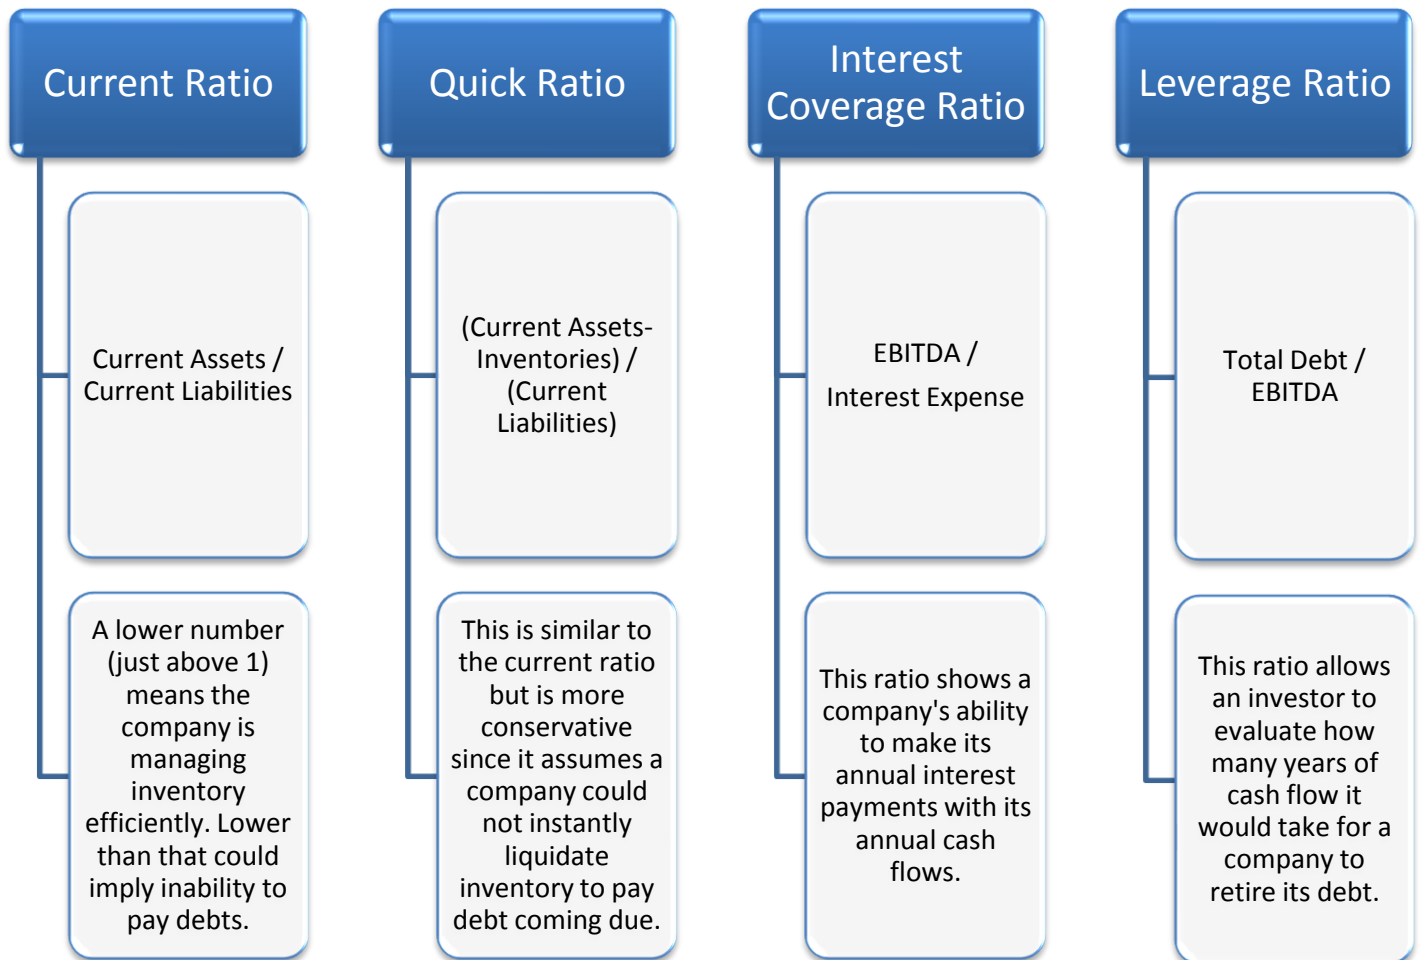 Current Ratio
Current Assets /
Current Liabilities
A lower number
(just above 1)
means the
company is
managing
inventory
efficiently. Lower
than that could
imply inability to
pay debts.
Quick Ratio
(Current Assets-
Inventories) /
(Current
Liabilities)
This is similar to
the current ratio
but is more
conservative
since it assumes a
company could
not instantly
liquidate
inventory to pay
debt coming due.
Interest
Coverage Ratio
EBITDA /
Interest Expense
This ratio shows a
company's ability
to make its
annual interest
payments with its
annual cash
flows.
Leverage Ratio
Total Debt /
EBITDA
This ratio allows
an investor to
evaluate how
many years of
cash flow it
would take for a
company to
retire its debt.